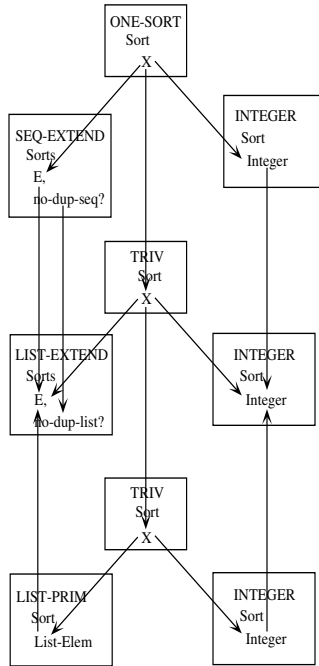 ONE-SORT
Sort
X
SEQ-EXTEND
Sorts
E,
no-dup-seq?
INTEGER
Sort
Integer
TRIV
Sort
X
LIST-EXTEND
Sorts
E,
no-dup-list?
INTEGER
Sort
Integer
TRIV
Sort
X
LIST-PRIM
Sort
List-Elem
INTEGER
Sort
Integer